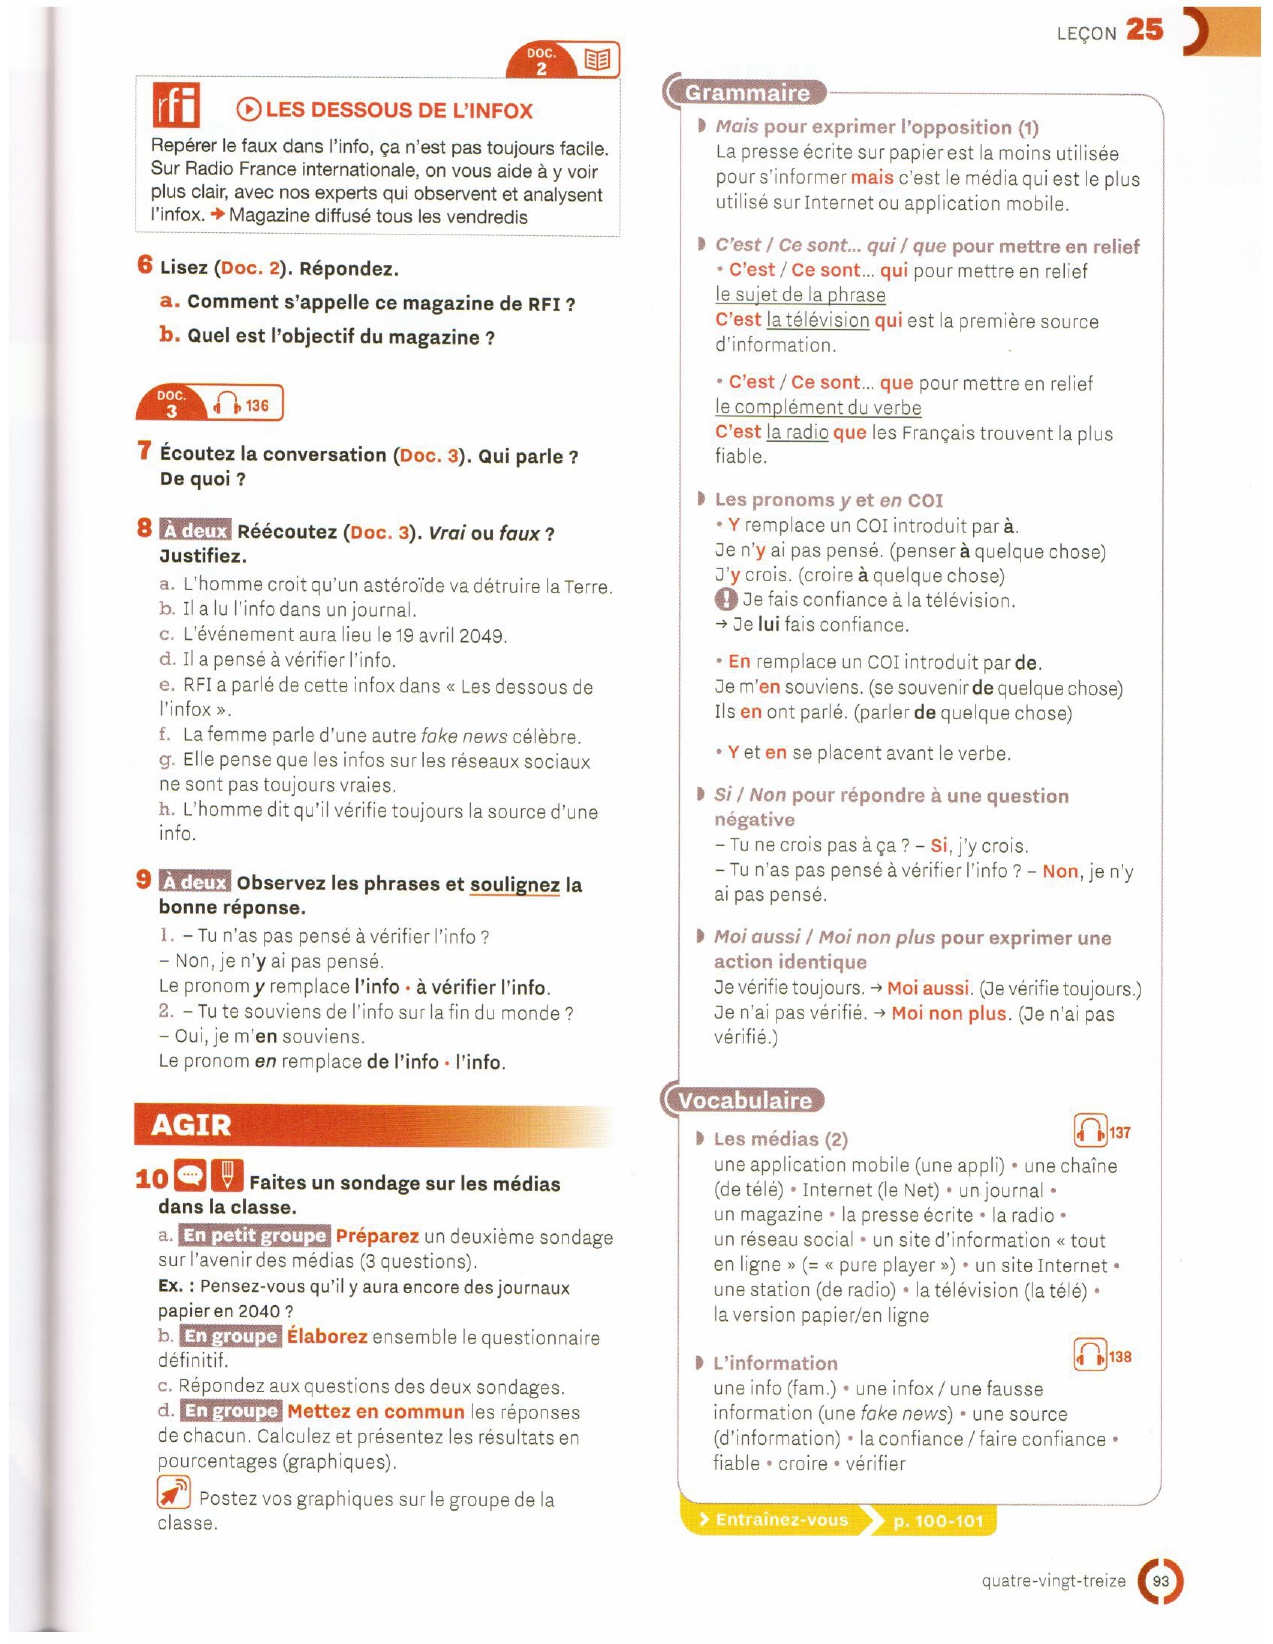 LEÇON 25
DOC. 2
rfi
LES DESSOUS DE L'INFOX
Repérer le faux dans l'info, ça n'est pas toujours facile.
Sur Radio France internationale, on vous aide à y voir
plus clair, avec nos experts qui observent et analysent
l'infox. ➜ Magazine diffusé tous les vendredis
6 Lisez (Doc. 2). Répondez.
a. Comment s'appelle ce magazine de RFI ?
b. Quel est l'objectif du magazine ?
DOC. 3 136
7 Écoutez la conversation (Doc. 3). Qui parle ?
De quoi ?
8 À deux Réécoutez (Doc. 3). Vrai ou faux ?
Justifiez.
a. L'homme croit qu'un astéroïde va détruire la Terre.
b. Il a lu l'info dans un journal.
c. L'événement aura lieu le 19 avril 2049.
d. Il a pensé à vérifier l'info.
e. RFI a parlé de cette infox dans « Les dessous de
l'infox ».
f. La femme parle d'une autre fake news célèbre.
g. Elle pense que les infos sur les réseaux sociaux
ne sont pas toujours vraies.
h. L'homme dit qu'il vérifie toujours la source d'une
info.
9 À deux Observez les phrases et soulignez la
bonne réponse.
1. – Tu n'as pas pensé à vérifier l'info ?
– Non, je n'y ai pas pensé.
Le pronom y remplace l'info • à vérifier l'info.
2. – Tu te souviens de l'info sur la fin du monde ?
– Oui, je m'en souviens.
Le pronom en remplace de l'info • l'info.
AGIR
10 Faites un sondage sur les médias
dans la classe.
a. En petit groupe Préparez un deuxième sondage
sur l'avenir des médias (3 questions).
Ex. : Pensez-vous qu'il y aura encore des journaux
papier en 2040 ?
b. En groupe Élaborez ensemble le questionnaire
définitif.
c. Répondez aux questions des deux sondages.
d. En groupe Mettez en commun les réponses
de chacun. Calculez et présentez les résultats en
pourcentages (graphiques).
Postez vos graphiques sur le groupe de la
classe.
Grammaire
Mais pour exprimer l'opposition (1)
La presse écrite sur papier est la moins utilisée
pour s'informer mais c'est le média qui est le plus
utilisé sur Internet ou application mobile.
C'est / Ce sont... qui / que pour mettre en relief
• C'est / Ce sont... qui pour mettre en relief
le sujet de la phrase
C'est la télévision qui est la première source
d'information.
• C'est / Ce sont... que pour mettre en relief
le complément du verbe
C'est la radio que les Français trouvent la plus
fiable.
Les pronoms y et en COI
• Y remplace un COI introduit par à.
Je n'y ai pas pensé. (penser à quelque chose)
J'y crois. (croire à quelque chose)
! Je fais confiance à la télévision.
→ Je lui fais confiance.
• En remplace un COI introduit par de.
Je m'en souviens. (se souvenir de quelque chose)
Ils en ont parlé. (parler de quelque chose)
• Y et en se placent avant le verbe.
Si / Non pour répondre à une question
négative
– Tu ne crois pas à ça ? – Si, j'y crois.
– Tu n'as pas pensé à vérifier l'info ? – Non, je n'y
ai pas pensé.
Moi aussi / Moi non plus pour exprimer une
action identique
Je vérifie toujours. → Moi aussi. (Je vérifie toujours.)
Je n'ai pas vérifié. → Moi non plus. (Je n'ai pas
vérifié.)
Vocabulaire
Les médias (2) 137
une application mobile (une appli) • une chaîne
(de télé) • Internet (le Net) • un journal •
un magazine • la presse écrite • la radio •
un réseau social • un site d'information « tout
en ligne » (= « pure player ») • un site Internet •
une station (de radio) • la télévision (la télé) •
la version papier/en ligne
L'information 138
une info (fam.) • une infox / une fausse
information (une fake news) • une source
(d'information) • la confiance / faire confiance •
fiable • croire • vérifier
> Entraînez-vous > p. 100-101
quatre-vingt-treize 93